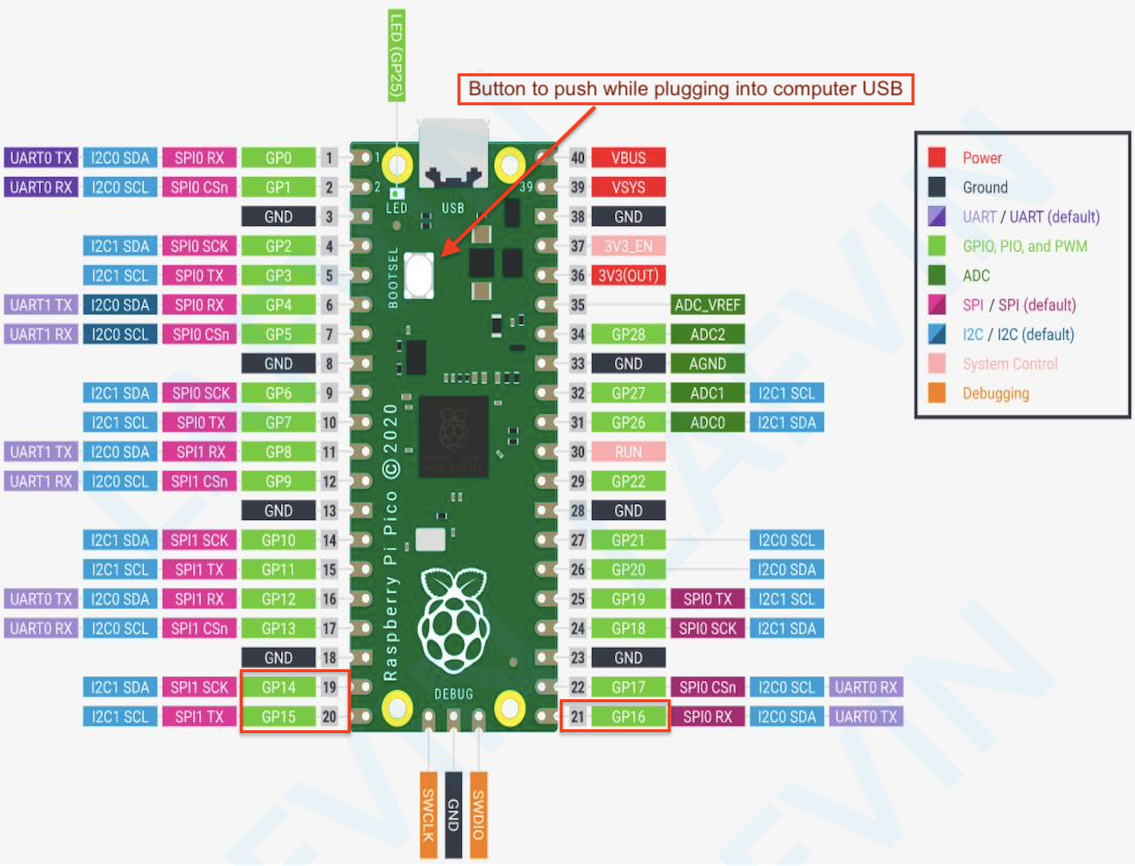 LED (GP25)
Button to push while plugging into computer USB
UART0 TX I2C0 SDA SPI0 RX GP0 1 1 40 VBUS
UART0 RX I2C0 SCL SPI0 CSn GP1 2 2 39 39 VSYS
LED USB
GND 3 38 GND
I2C1 SDA SPI0 SCK GP2 4 37 3V3_EN
I2C1 SCL SPI0 TX GP3 5 36 3V3(OUT)
BOOTSEL
UART1 TX I2C0 SDA SPI0 RX GP4 6 35 ADC_VREF
UART1 RX I2C0 SCL SPI0 CSn GP5 7 34 GP28 ADC2
GND 8 33 GND AGND
I2C1 SDA SPI0 SCK GP6 9 32 GP27 ADC1 I2C1 SCL
I2C1 SCL SPI0 TX GP7 10 31 GP26 ADC0 I2C1 SDA
UART1 TX I2C0 SDA SPI1 RX GP8 11 30 RUN
UART1 RX I2C0 SCL SPI1 CSn GP9 12 29 GP22
GND 13 28 GND
I2C1 SDA SPI1 SCK GP10 14 27 GP21 I2C0 SCL
I2C1 SCL SPI1 TX GP11 15 26 GP20 I2C0 SDA
UART0 TX I2C0 SDA SPI1 RX GP12 16 25 GP19 SPI0 TX I2C1 SCL
UART0 RX I2C0 SCL SPI1 CSn GP13 17 24 GP18 SPI0 SCK I2C1 SDA
GND 18 23 GND
I2C1 SDA SPI1 SCK GP14 19 22 GP17 SPI0 CSn I2C0 SCL UART0 RX
I2C1 SCL SPI1 TX GP15 20 21 GP16 SPI0 RX I2C0 SDA UART0 TX
Raspberry Pi Pico © 2020
DEBUG
SWCLK
GND
SWDIO
Power
Ground
UART / UART (default)
GPIO, PIO, and PWM
ADC
SPI / SPI (default)
I2C / I2C (default)
System Control
Debugging
LAFVIN
LAFVIN